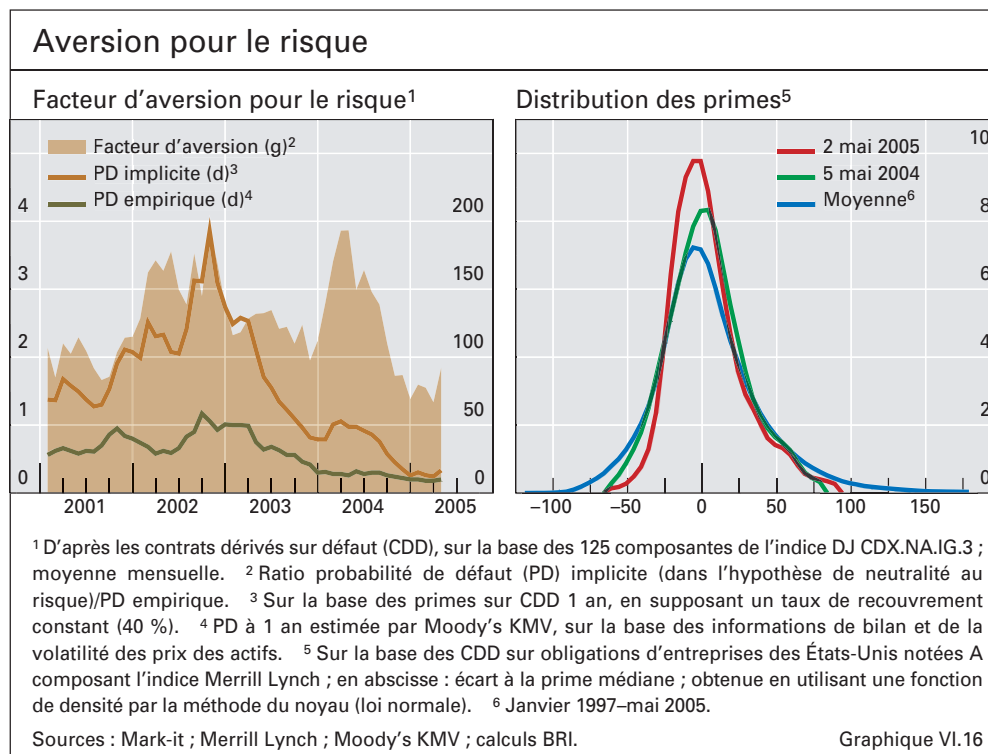 Aversion pour le risque
Facteur d'aversion pour le risque¹
Facteur d'aversion (g)²
PD implicite (d)³
PD empirique (d)⁴
4
3
2
1
0
200
150
100
50
0
2001 2002 2003 2004 2005
Distribution des primes⁵
2 mai 2005
5 mai 2004
Moyenne⁶
10
8
6
4
2
0
–100 –50 0 50 100 150
¹ D'après les contrats dérivés sur défaut (CDD), sur la base des 125 composantes de l'indice DJ CDX.NA.IG.3 ;
moyenne mensuelle. ² Ratio probabilité de défaut (PD) implicite (dans l'hypothèse de neutralité au
risque)/PD empirique. ³ Sur la base des primes sur CDD 1 an, en supposant un taux de recouvrement
constant (40 %). ⁴ PD à 1 an estimée par Moody's KMV, sur la base des informations de bilan et de la
volatilité des prix des actifs. ⁵ Sur la base des CDD sur obligations d'entreprises des États-Unis notées A
composant l'indice Merrill Lynch ; en abscisse : écart à la prime médiane ; obtenue en utilisant une fonction
de densité par la méthode du noyau (loi normale). ⁶ Janvier 1997–mai 2005.
Sources : Mark-it ; Merrill Lynch ; Moody's KMV ; calculs BRI. Graphique VI.16